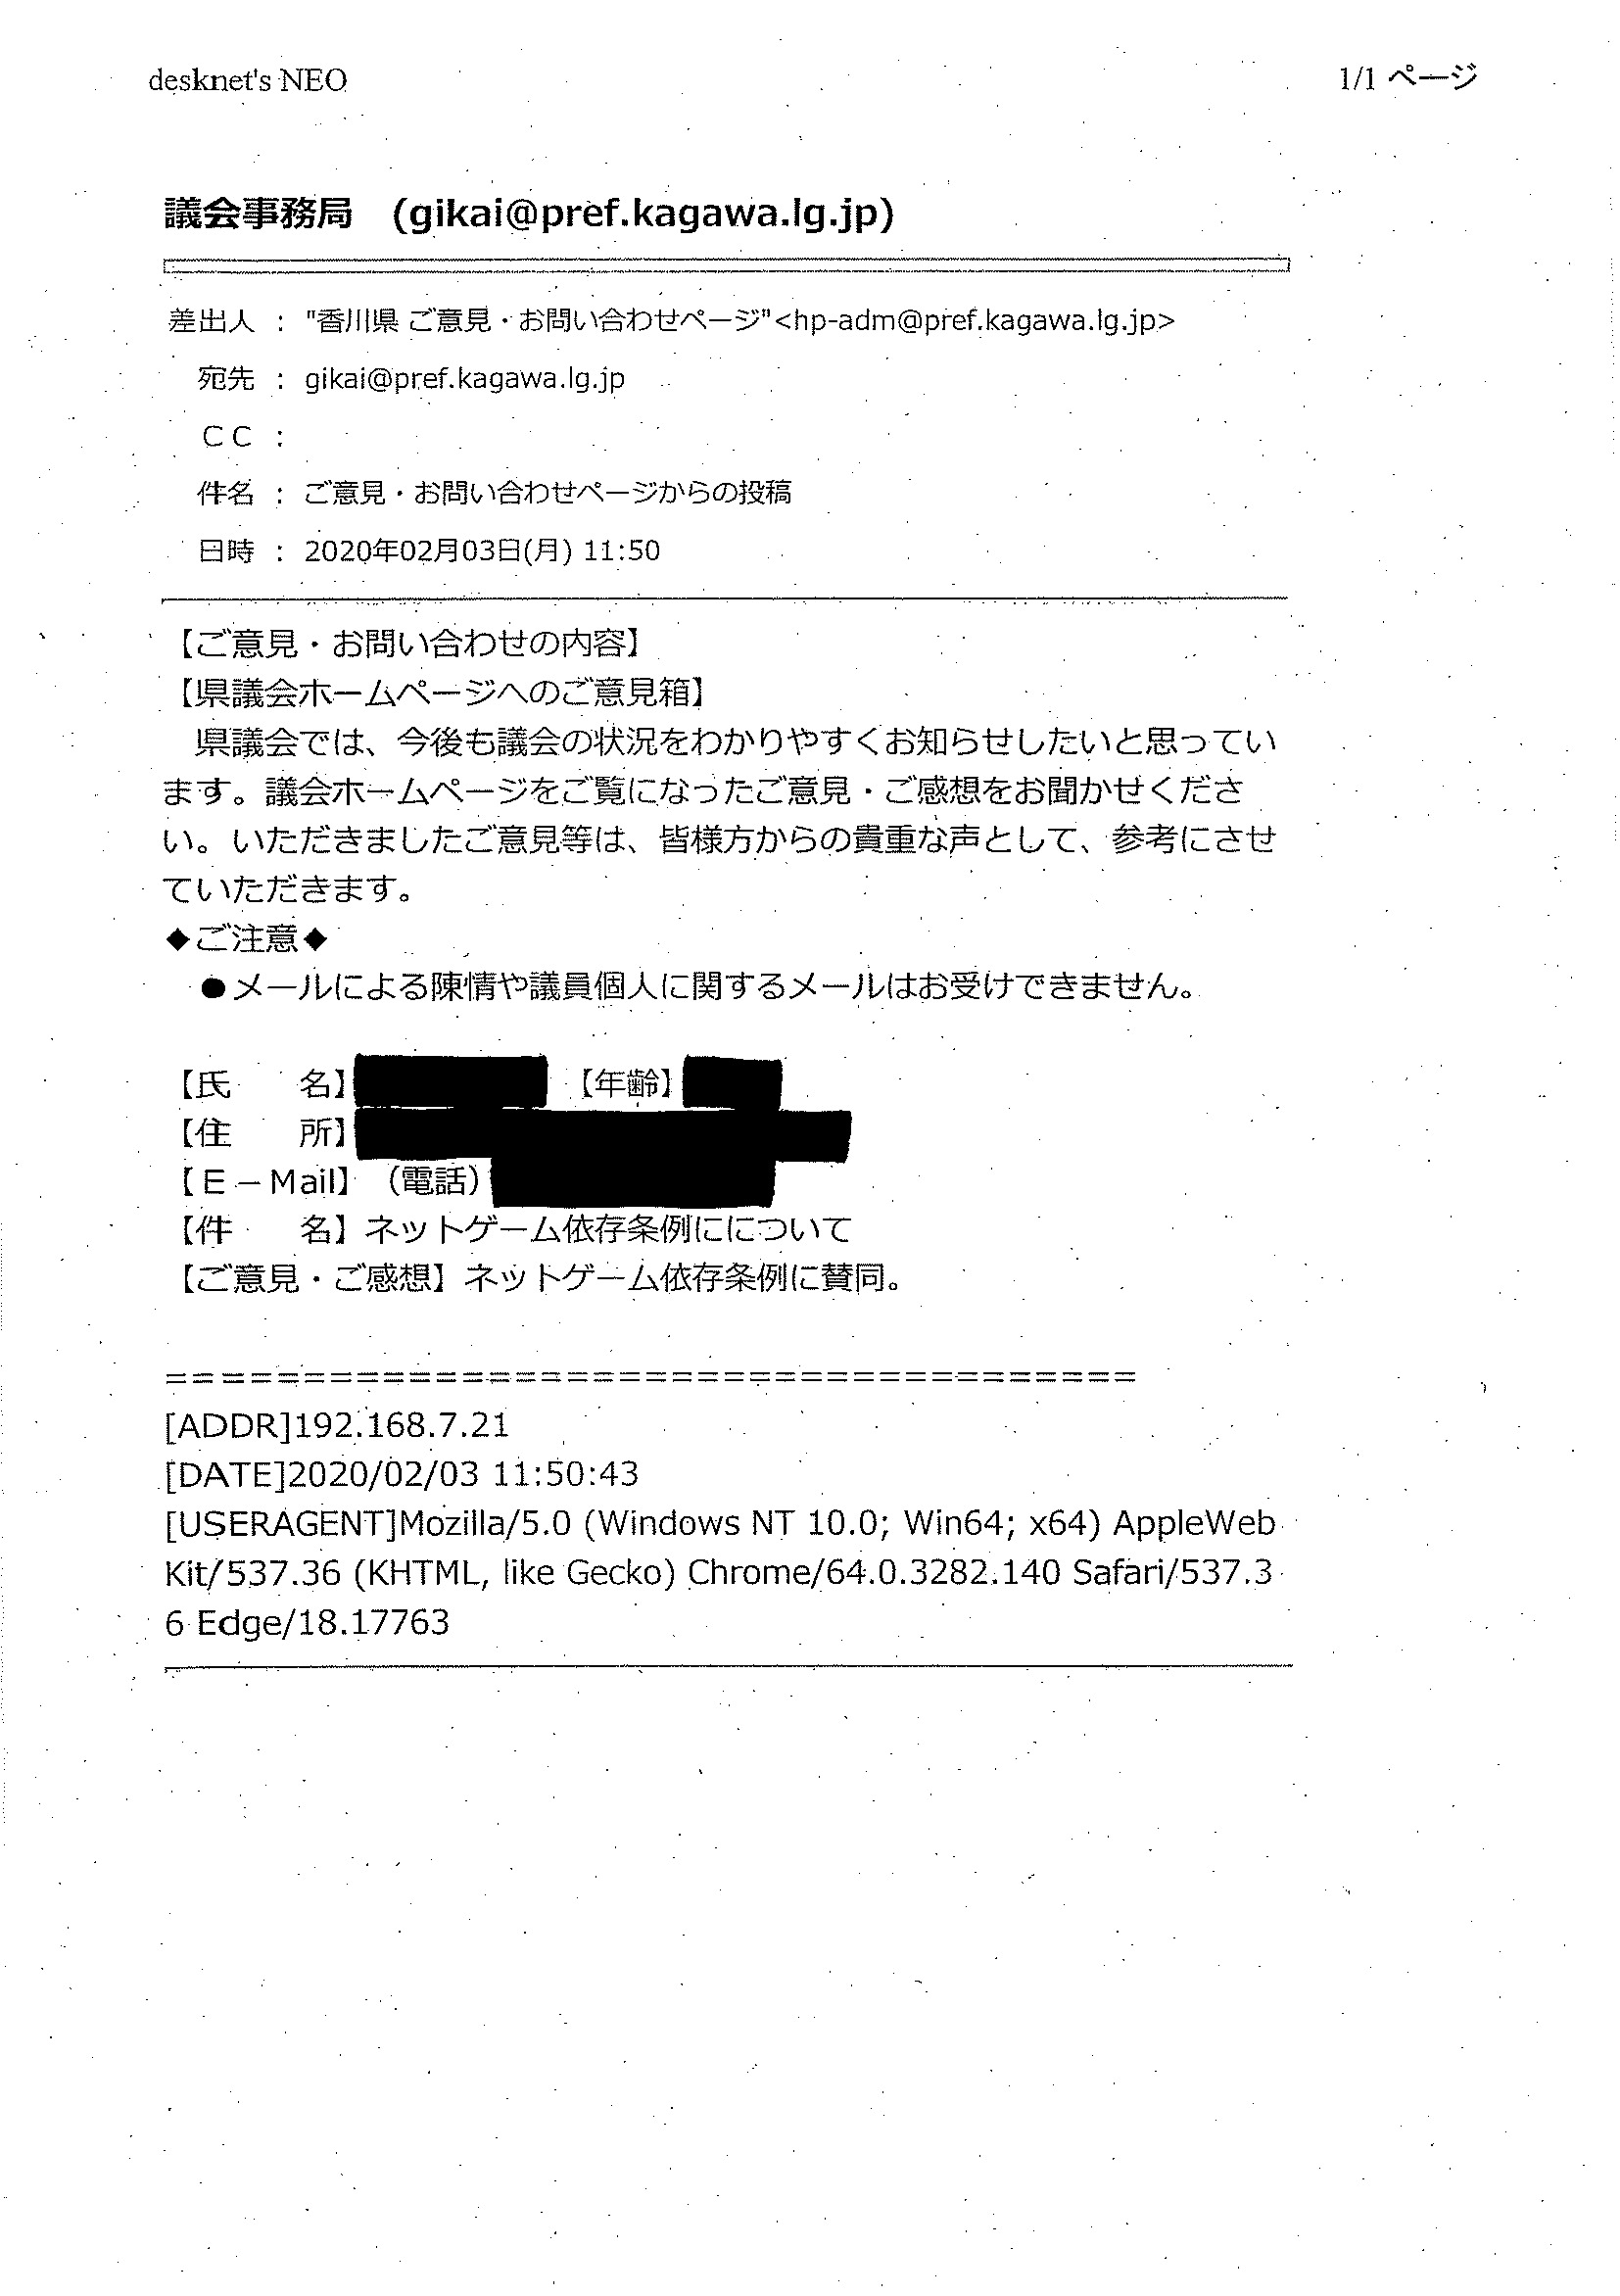 desknet's NEO
1/1 ページ
議会事務局　(gikai@pref.kagawa.lg.jp)
差出人 ： "香川県 ご意見・お問い合わせページ"<hp-adm@pref.kagawa.lg.jp>
宛先 ： gikai@pref.kagawa.lg.jp
ＣＣ ：
件名 ： ご意見・お問い合わせページからの投稿
日時 ： 2020年02月03日(月) 11:50
【ご意見・お問い合わせの内容】
【県議会ホームページへのご意見箱】
　県議会では、今後も議会の状況をわかりやすくお知らせしたいと思ってい
ます。議会ホームページをご覧になったご意見・ご感想をお聞かせくださ
い。いただきましたご意見等は、皆様方からの貴重な声として、参考にさせ
ていただきます。
◆ご注意◆
　●メールによる陳情や議員個人に関するメールはお受けできません。
【氏　　名】　【年齢】
【住　　所】
【Ｅ－Mail】（電話）
【件　　名】ネットゲーム依存条例にについて
【ご意見・ご感想】ネットゲーム依存条例に賛同。
＝＝＝＝＝＝＝＝＝＝＝＝＝＝＝＝＝＝＝＝＝＝＝＝＝＝＝＝＝＝＝＝＝＝＝＝＝
[ADDR]192.168.7.21
[DATE]2020/02/03 11:50:43
[USERAGENT]Mozilla/5.0 (Windows NT 10.0; Win64; x64) AppleWeb
Kit/537.36 (KHTML, like Gecko) Chrome/64.0.3282.140 Safari/537.3
6 Edge/18.17763